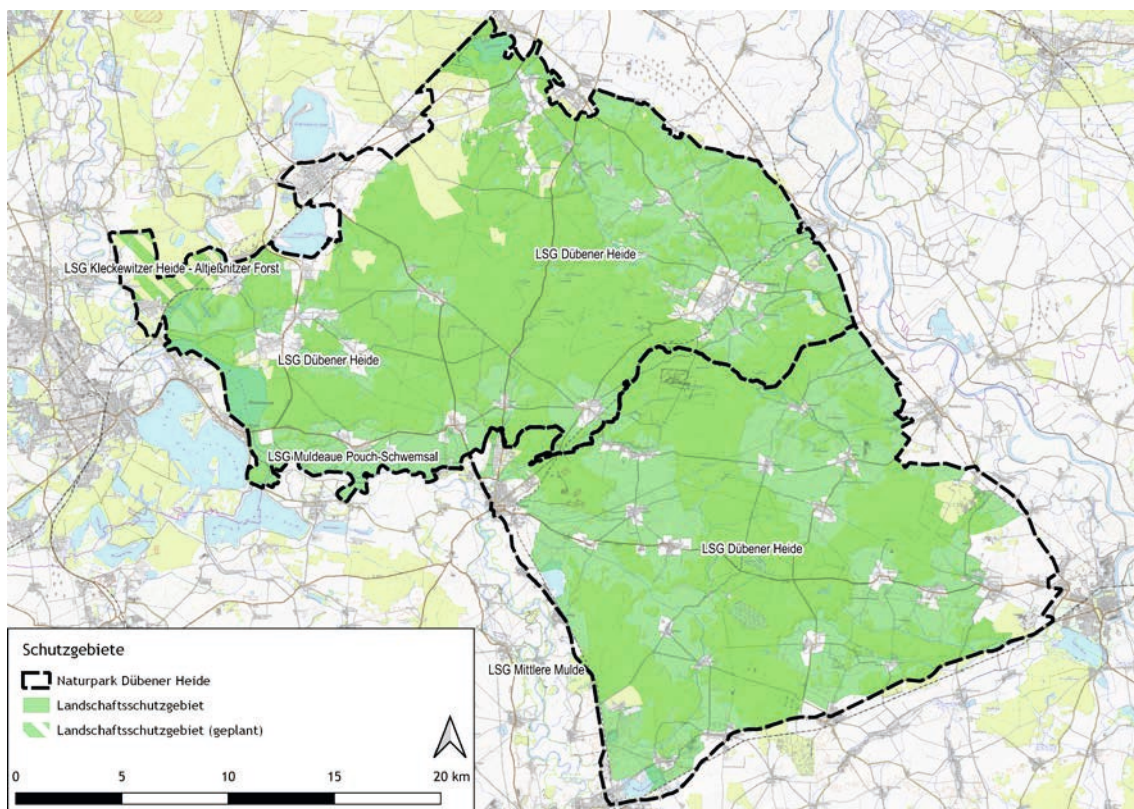 LSG Dübener Heide
LSG Kleckewitzer Heide - Altjeßnitzer Forst
LSG Dübener Heide
LSG Muldeaue Pouch-Schwemsal
LSG Dübener Heide
LSG Mittlere Mulde
Schutzgebiete
Naturpark Dübener Heide
Landschaftsschutzgebiet
Landschaftsschutzgebiet (geplant)
0 5 10 15 20 km